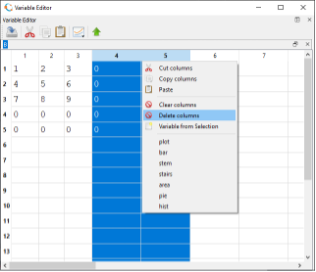 Variable Editor
Variable Editor
B
1 2 3 4 5 6 7
1 1 2 3 0
2 4 5 6 0
3 7 8 9 0
4 0 0 0 0
5 0 0 0 0
6
7
8
9
10
11
12
13
Cut columns
Copy columns
Paste
Clear columns
Delete columns
Variable from Selection
plot
bar
stem
stairs
area
pie
hist